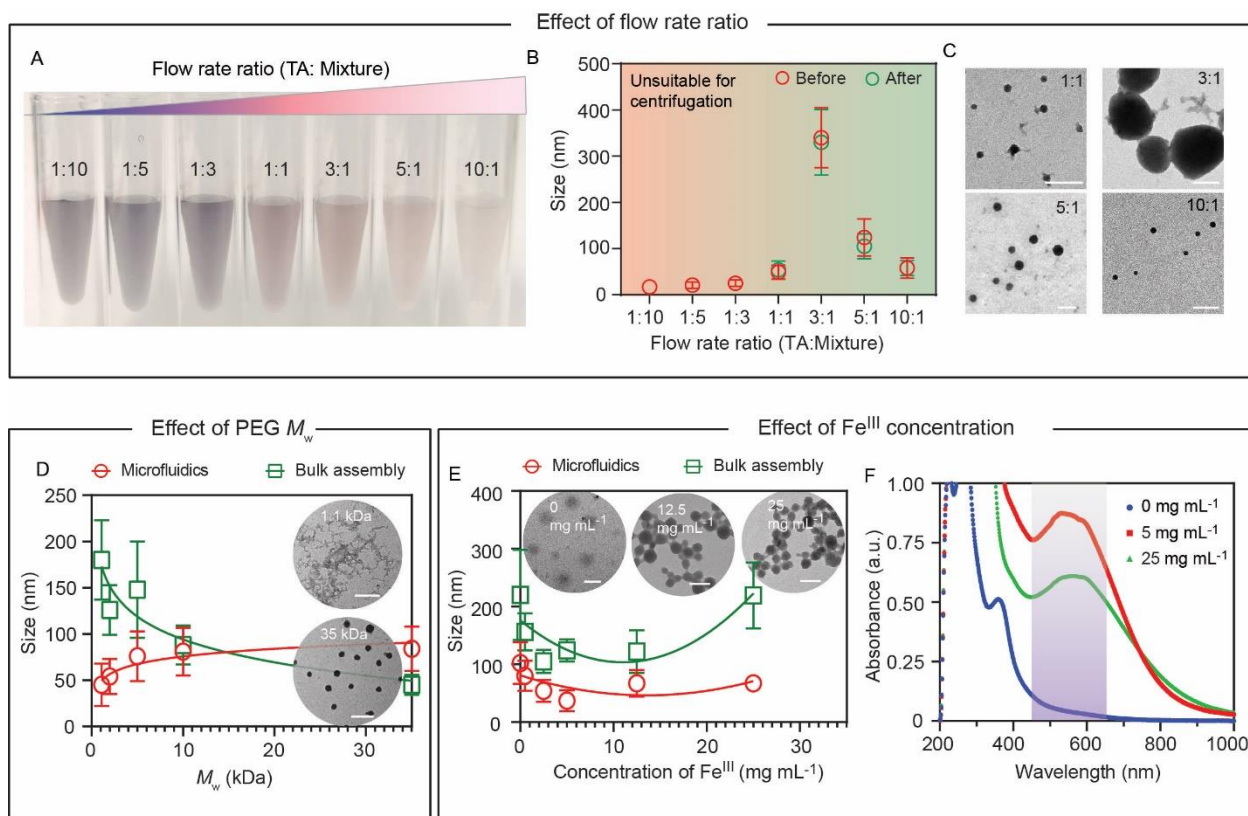 Effect of flow rate ratio
A
Flow rate ratio (TA: Mixture)
1:10 1:5 1:3 1:1 3:1 5:1 10:1
B
Unsuitable for
centrifugation
Before After
Size (nm)
500
400
300
200
100
0
1:10 1:5 1:3 1:1 3:1 5:1 10:1
Flow rate ratio (TA:Mixture)
C
1:1
3:1
5:1
10:1
Effect of PEG Mw
D
Microfluidics Bulk assembly
Size (nm)
250
200
150
100
50
0
1.1 kDa
35 kDa
0 10 20 30
Mw (kDa)
Effect of FeIII concentration
E
Microfluidics Bulk assembly
Size (nm)
400
300
200
100
0
0
mg mL-1
12.5
mg mL-1
25
mg mL-1
0 10 20 30
Concentration of FeIII (mg mL-1)
F
Absorbance (a.u.)
1.00
0.75
0.50
0.25
0
0 mg mL-1
5 mg mL-1
25 mg mL-1
200 400 600 800 1000
Wavelength (nm)